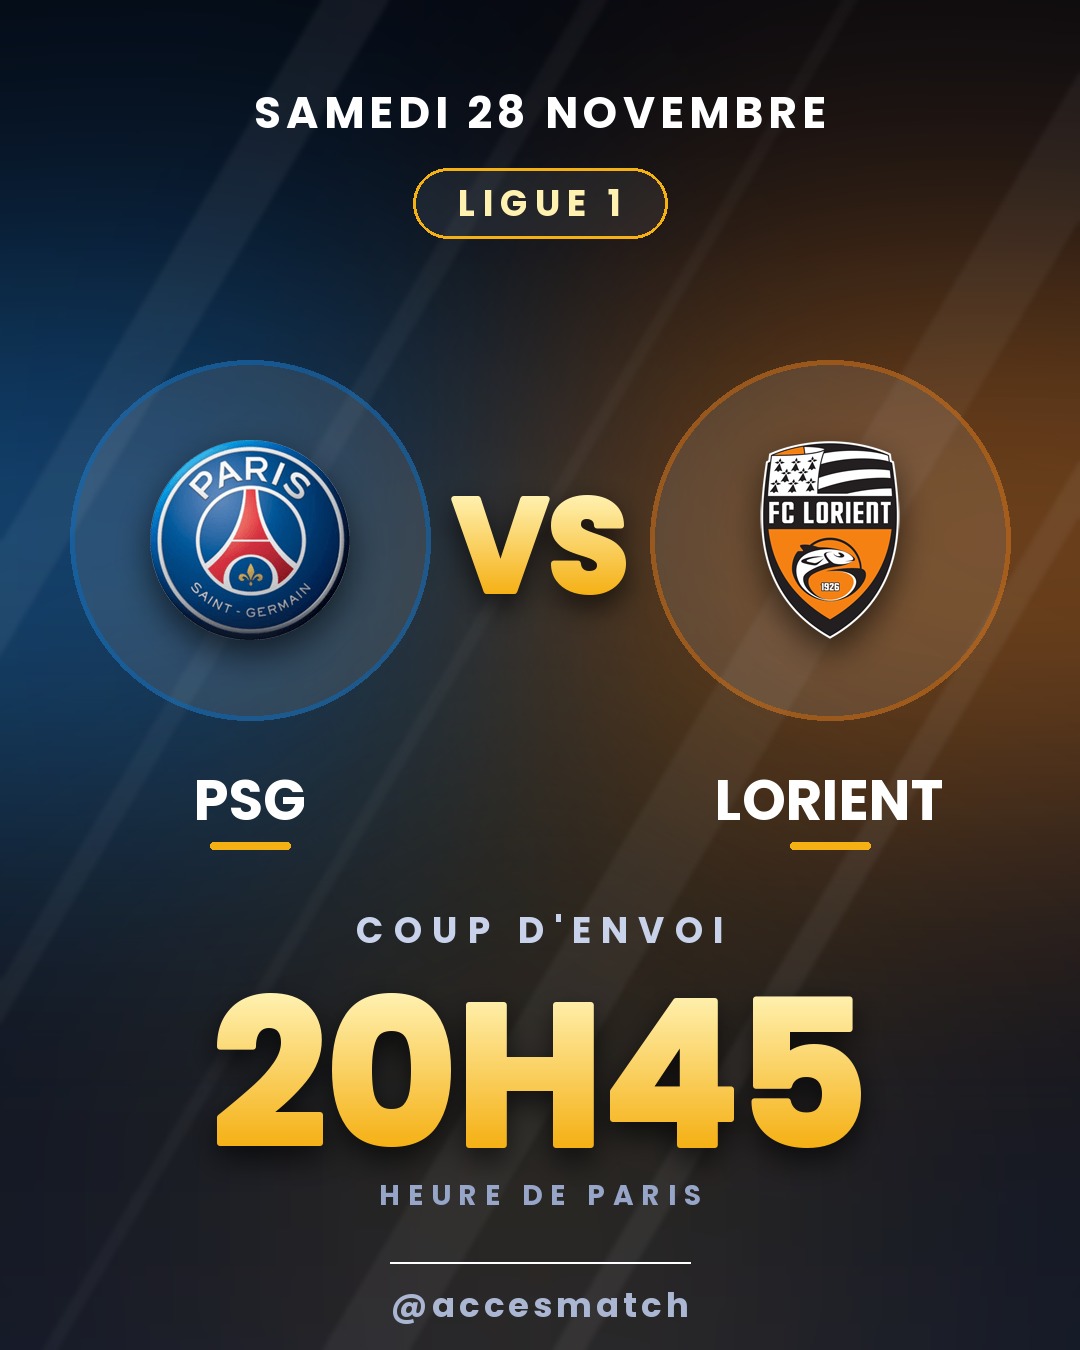 SAMEDI 28 NOVEMBRE
LIGUE 1
PARIS
SAINT - GERMAIN
VS
FC LORIENT
1926
PSG
LORIENT
COUP D'ENVOI
20H45
HEURE DE PARIS
@accesmatch